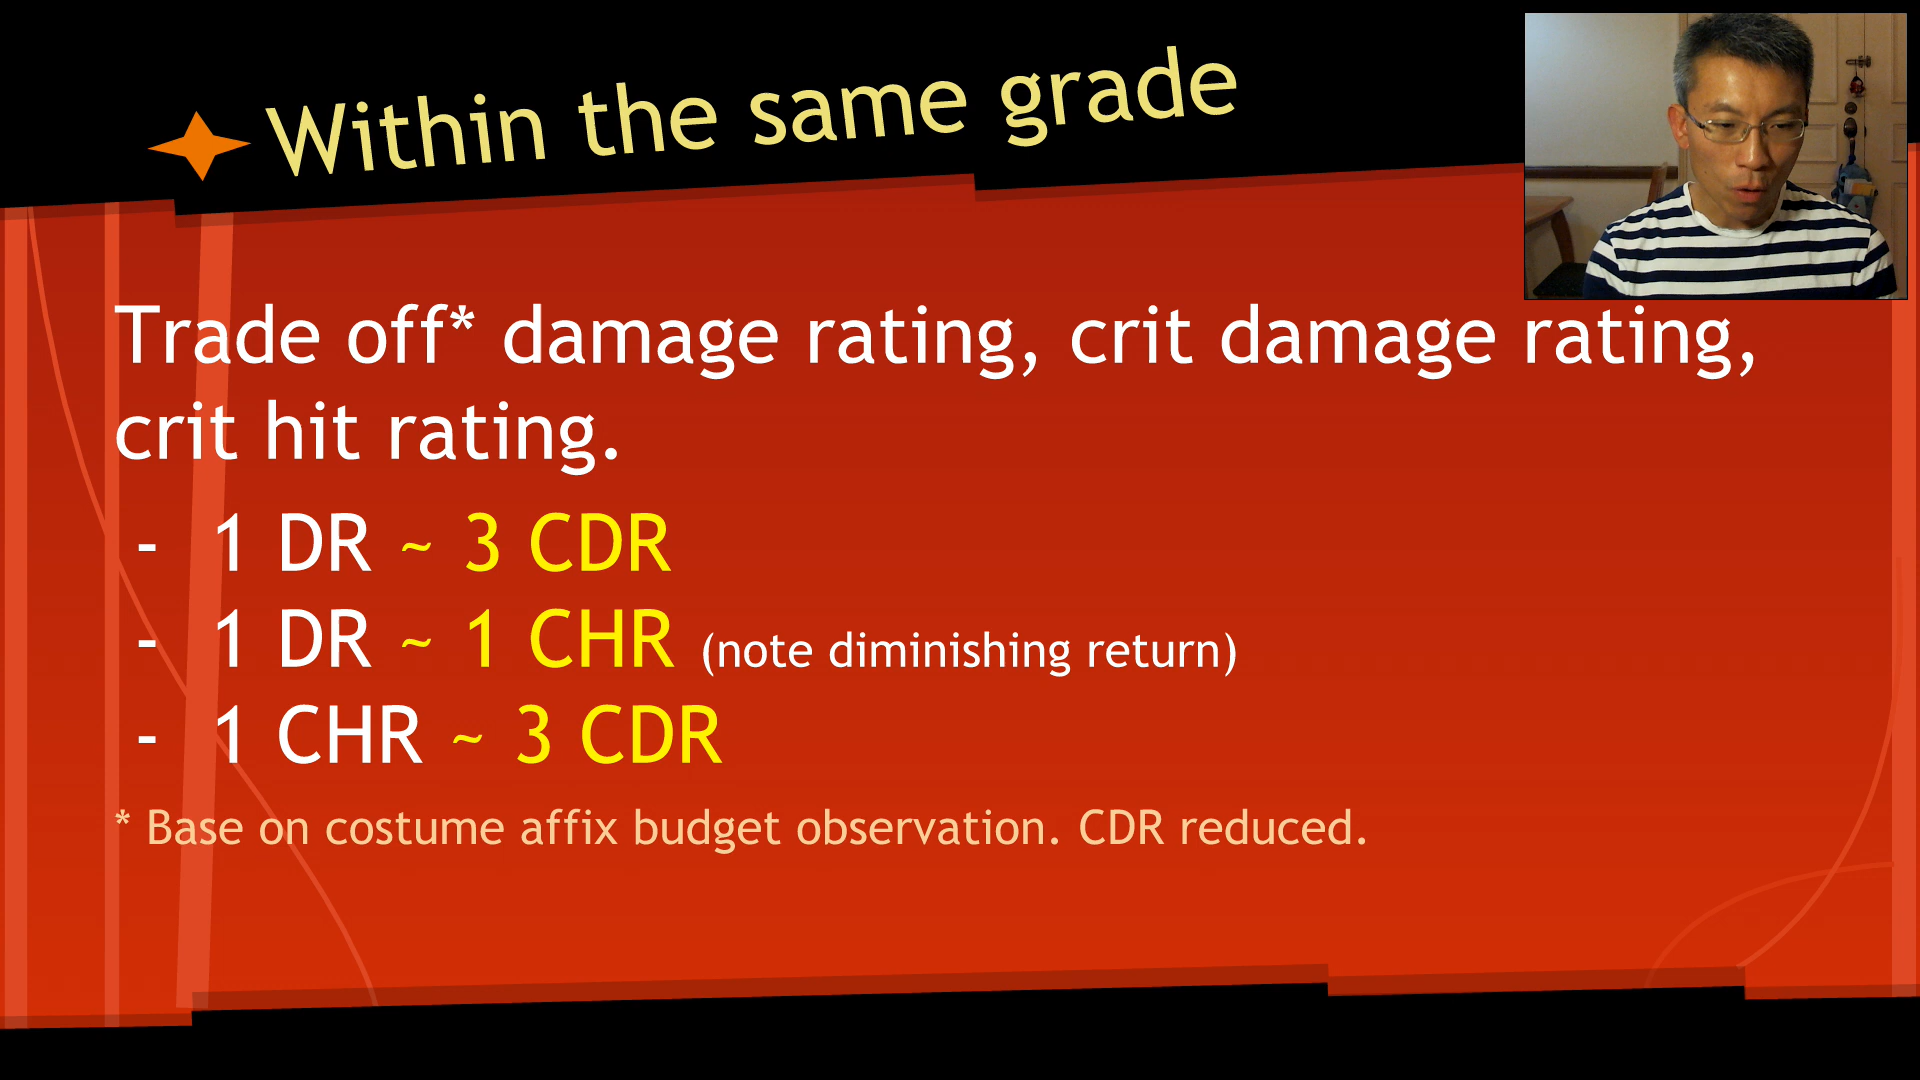 Within the same grade
Trade off* damage rating, crit damage rating,
crit hit rating.
- 1 DR ~ 3 CDR
- 1 DR ~ 1 CHR (note diminishing return)
- 1 CHR ~ 3 CDR
* Base on costume affix budget observation. CDR reduced.